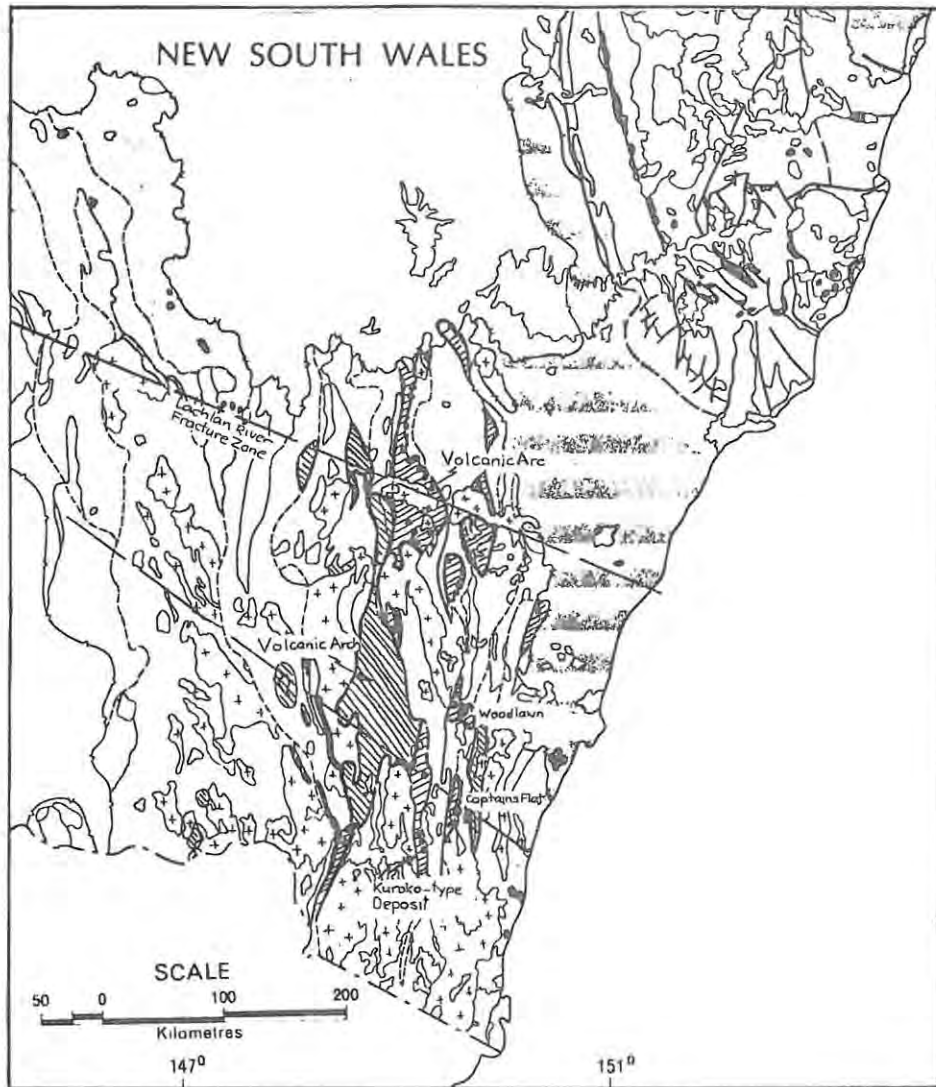 NEW SOUTH WALES
Lachlan River
Fracture Zone
Volcanic Arc
Volcanic Arch
Woodlawn
Captains Flat
Kuroko-type
Deposit
SCALE
50 0 100 200
Kilometres
147°
151°